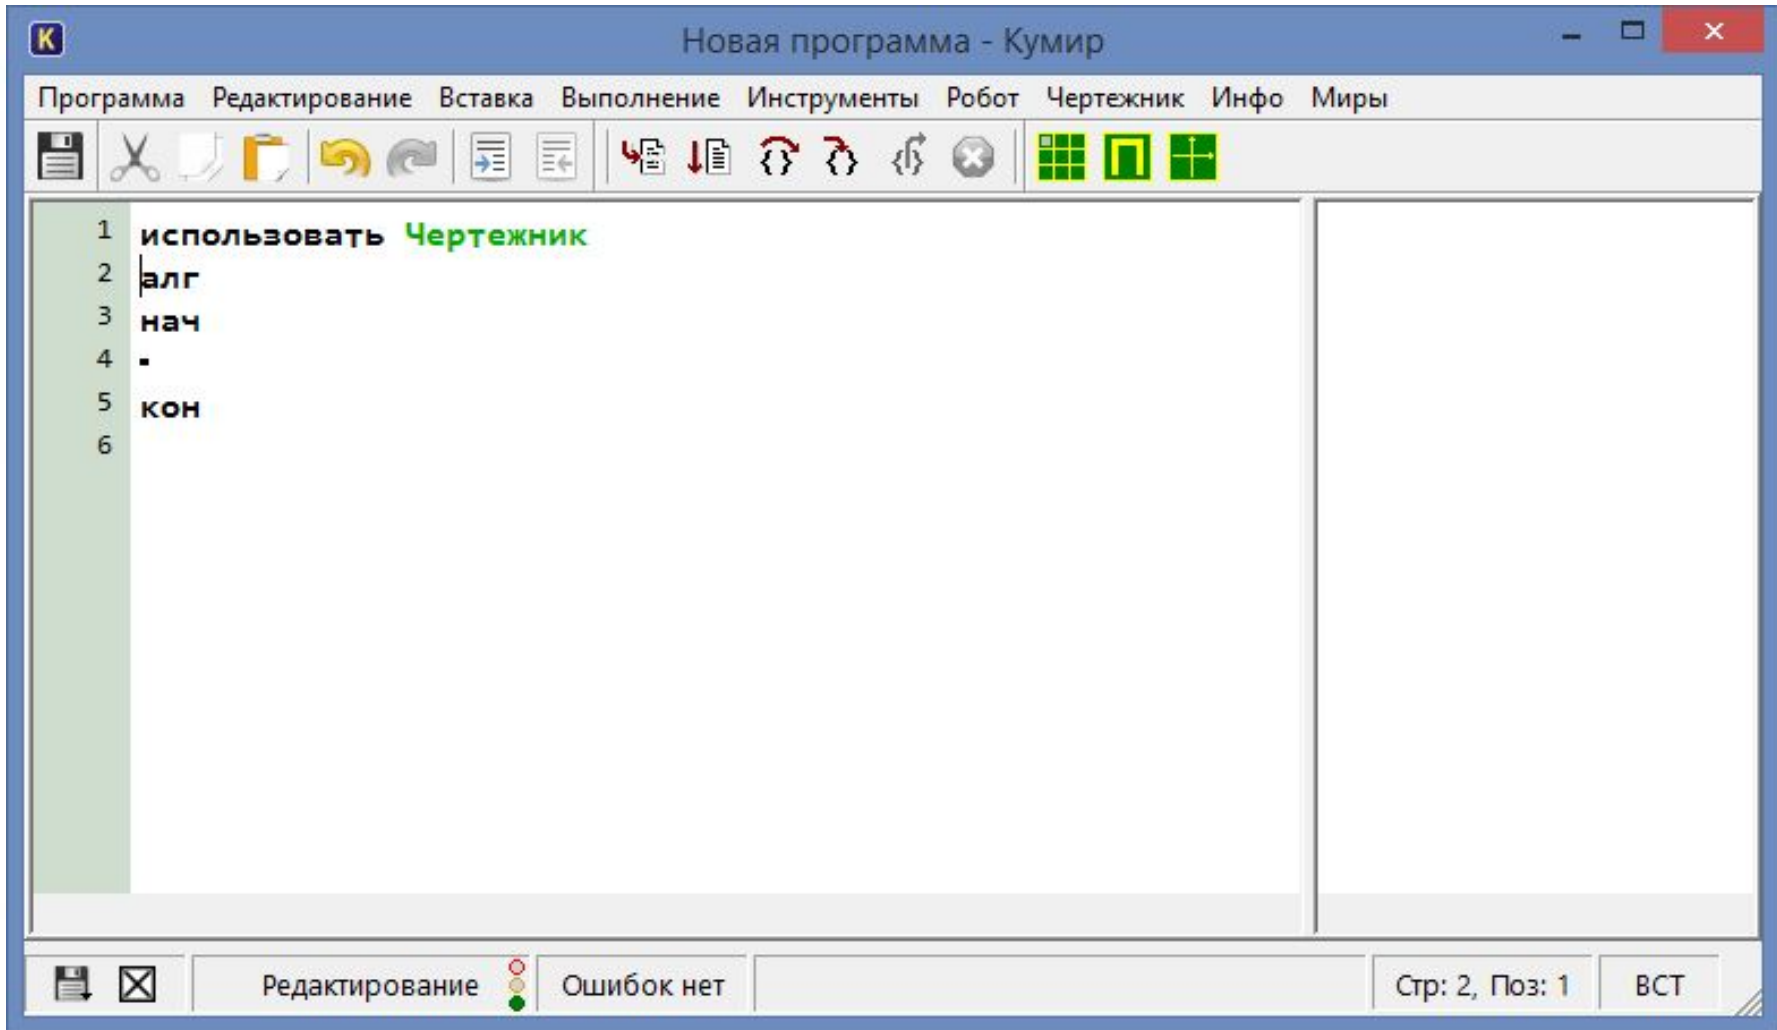 K
Новая программа - Кумир
Программа Редактирование Вставка Выполнение Инструменты Робот Чертежник Инфо Миры
1 использовать Чертежник
2 алг
3 нач
4 .
5 кон
6
Редактирование Ошибок нет Стр: 2, Поз: 1 ВСТ